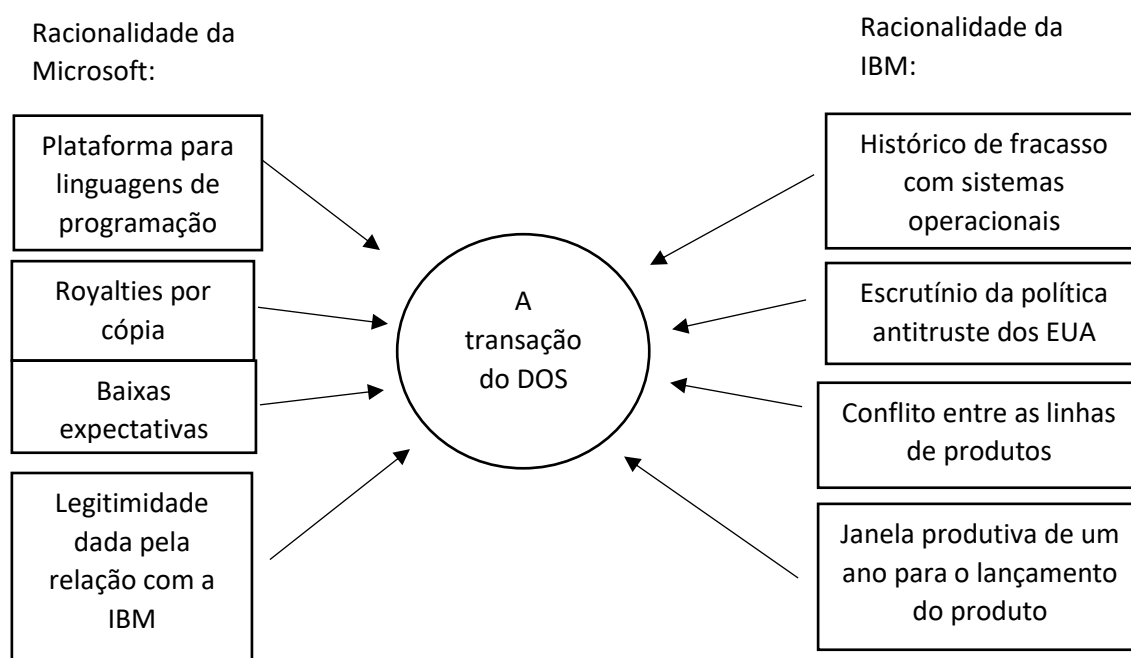 Racionalidade da
Microsoft:
Plataforma para
linguagens de
programação
Royalties por
cópia
Baixas
expectativas
Legitimidade
dada pela
relação com a
IBM
A
transação
do DOS
Racionalidade da
IBM:
Histórico de fracasso
com sistemas
operacionais
Escrutínio da política
antitruste dos EUA
Conflito entre as linhas
de produtos
Janela produtiva de um
ano para o lançamento
do produto